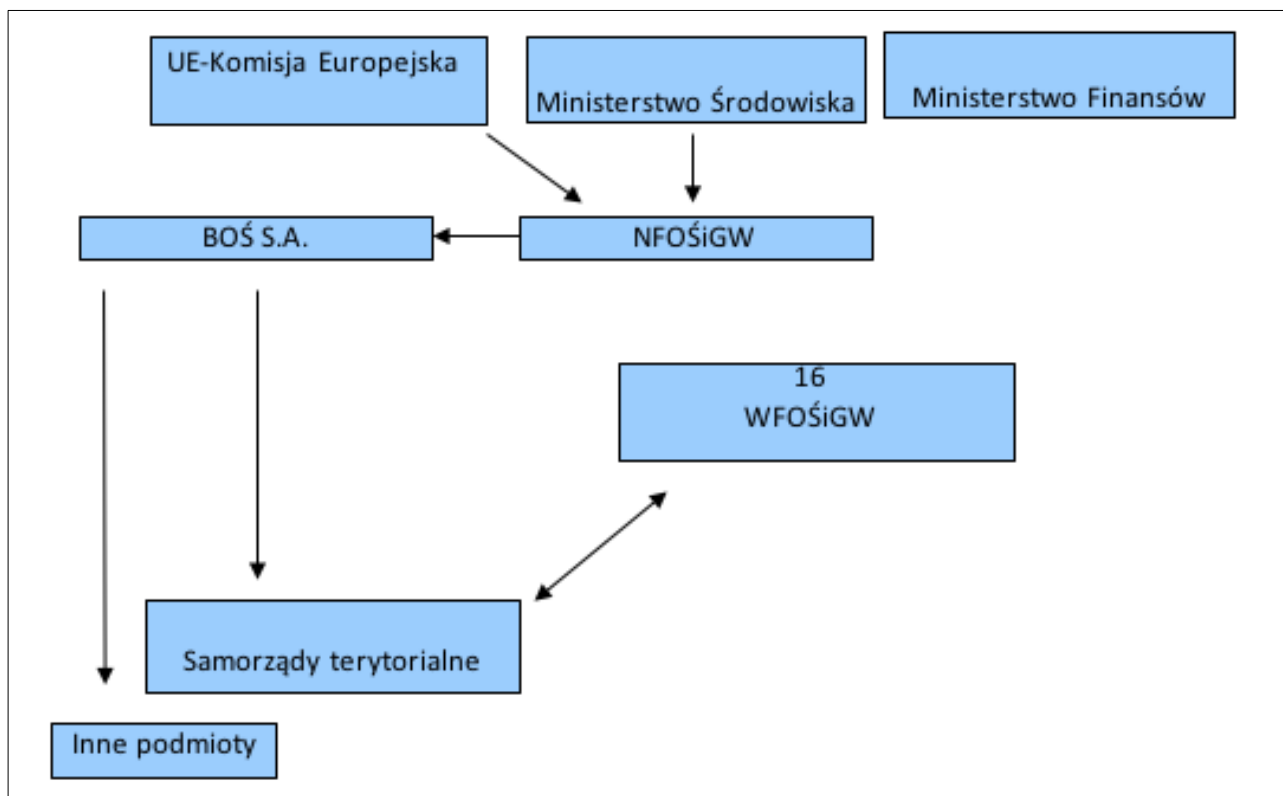 UE-Komisja Europejska
Ministerstwo Środowiska
Ministerstwo Finansów
BOŚ S.A.
NFOŚiGW
16
WFOŚiGW
Samorządy terytorialne
Inne podmioty